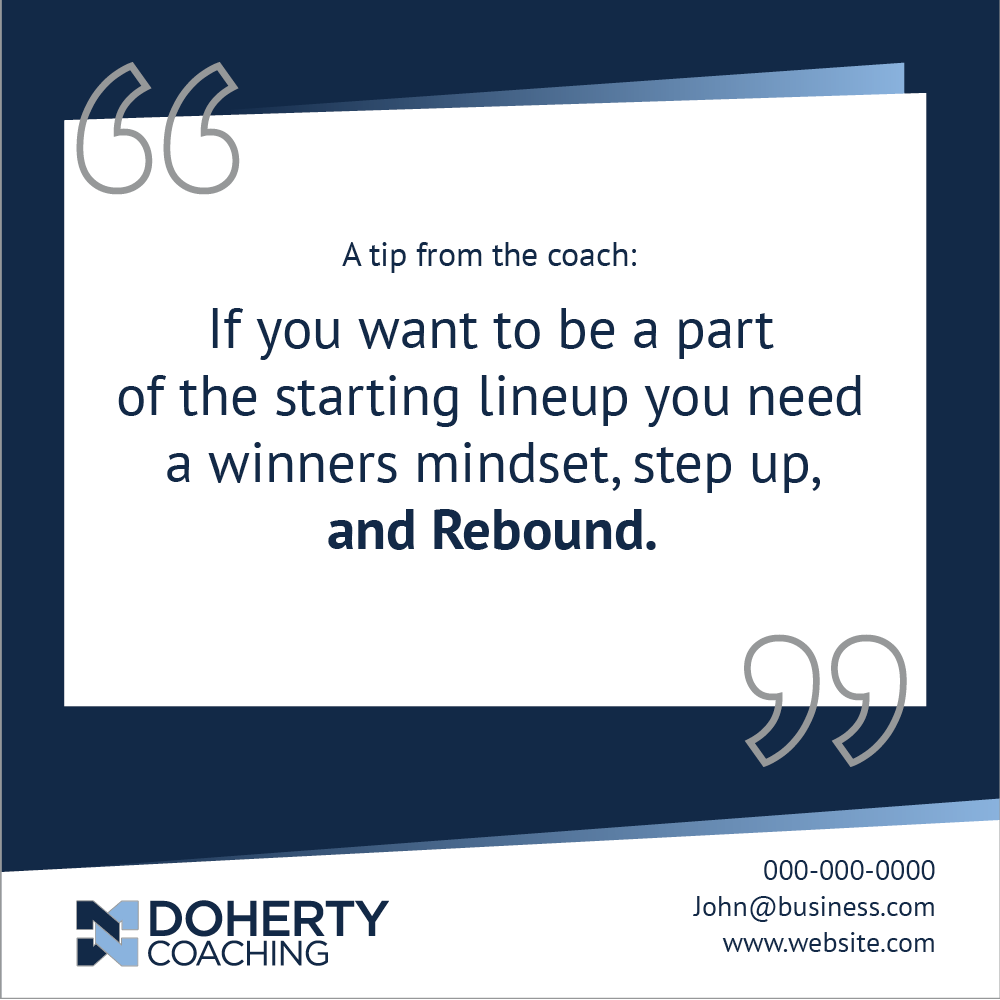 “
A tip from the coach:
If you want to be a part
of the starting lineup you need
a winners mindset, step up,
and Rebound.
”
DOHERTY
COACHING
000-000-0000
John@business.com
www.website.com